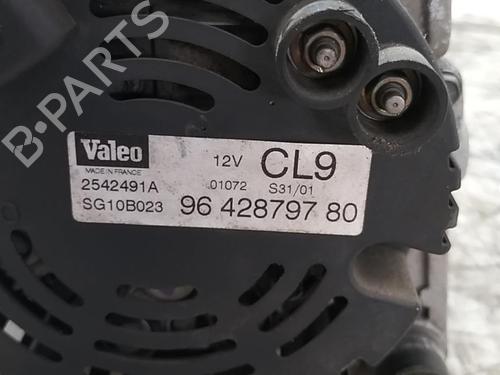 Valeo 12V CL9
MADE IN FRANCE
2542491A 01072 S31/01
SG10B023 96 428797 80
B-PARTS